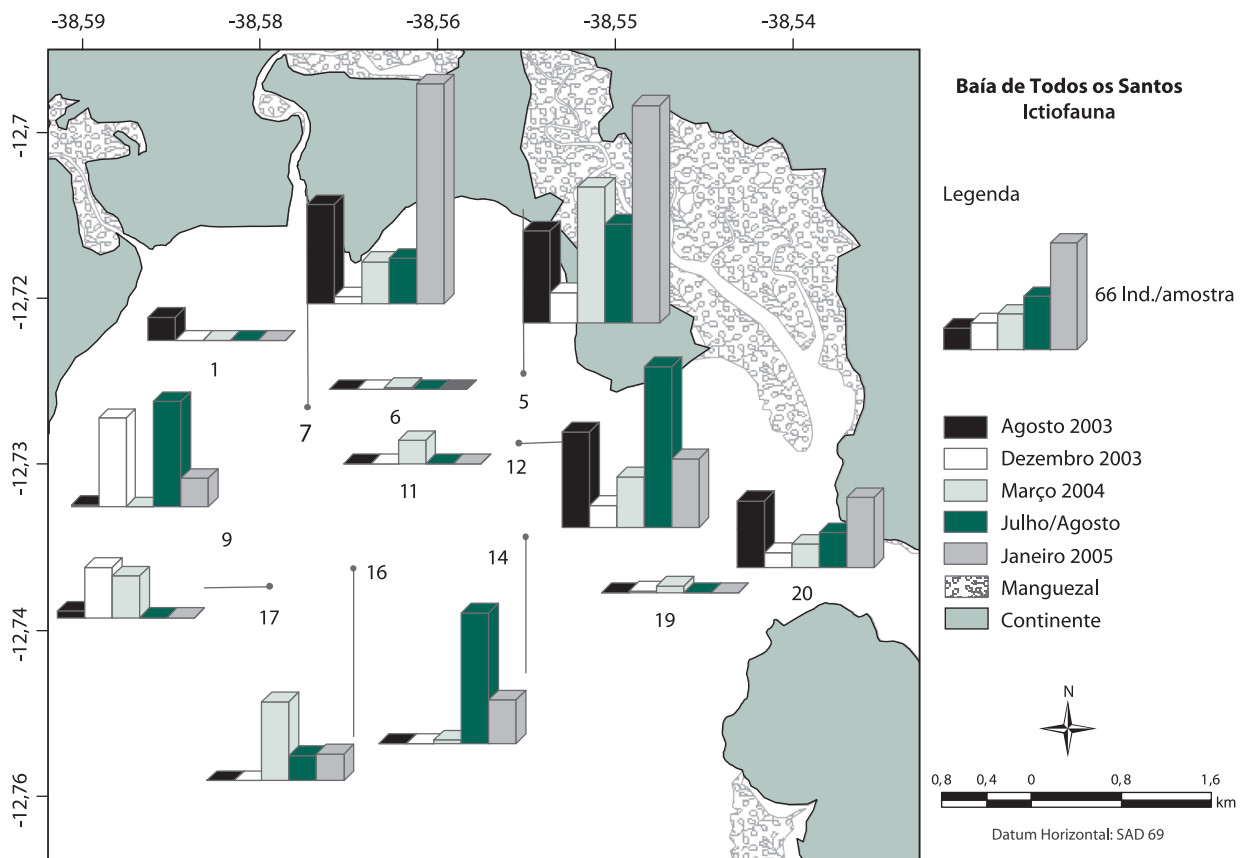 -38,59
-38,58
-38,56
-38,55
-38,54
-12,7
-12,72
-12,73
-12,74
-12,76
1
7
6
5
11
12
9
14
16
17
19
20
Baía de Todos os Santos
Ictiofauna
Legenda
66 Ind./amostra
Agosto 2003
Dezembro 2003
Março 2004
Julho/Agosto
Janeiro 2005
Manguezal
Continente
N
0,8 0,4 0 0,8 1,6
km
Datum Horizontal: SAD 69